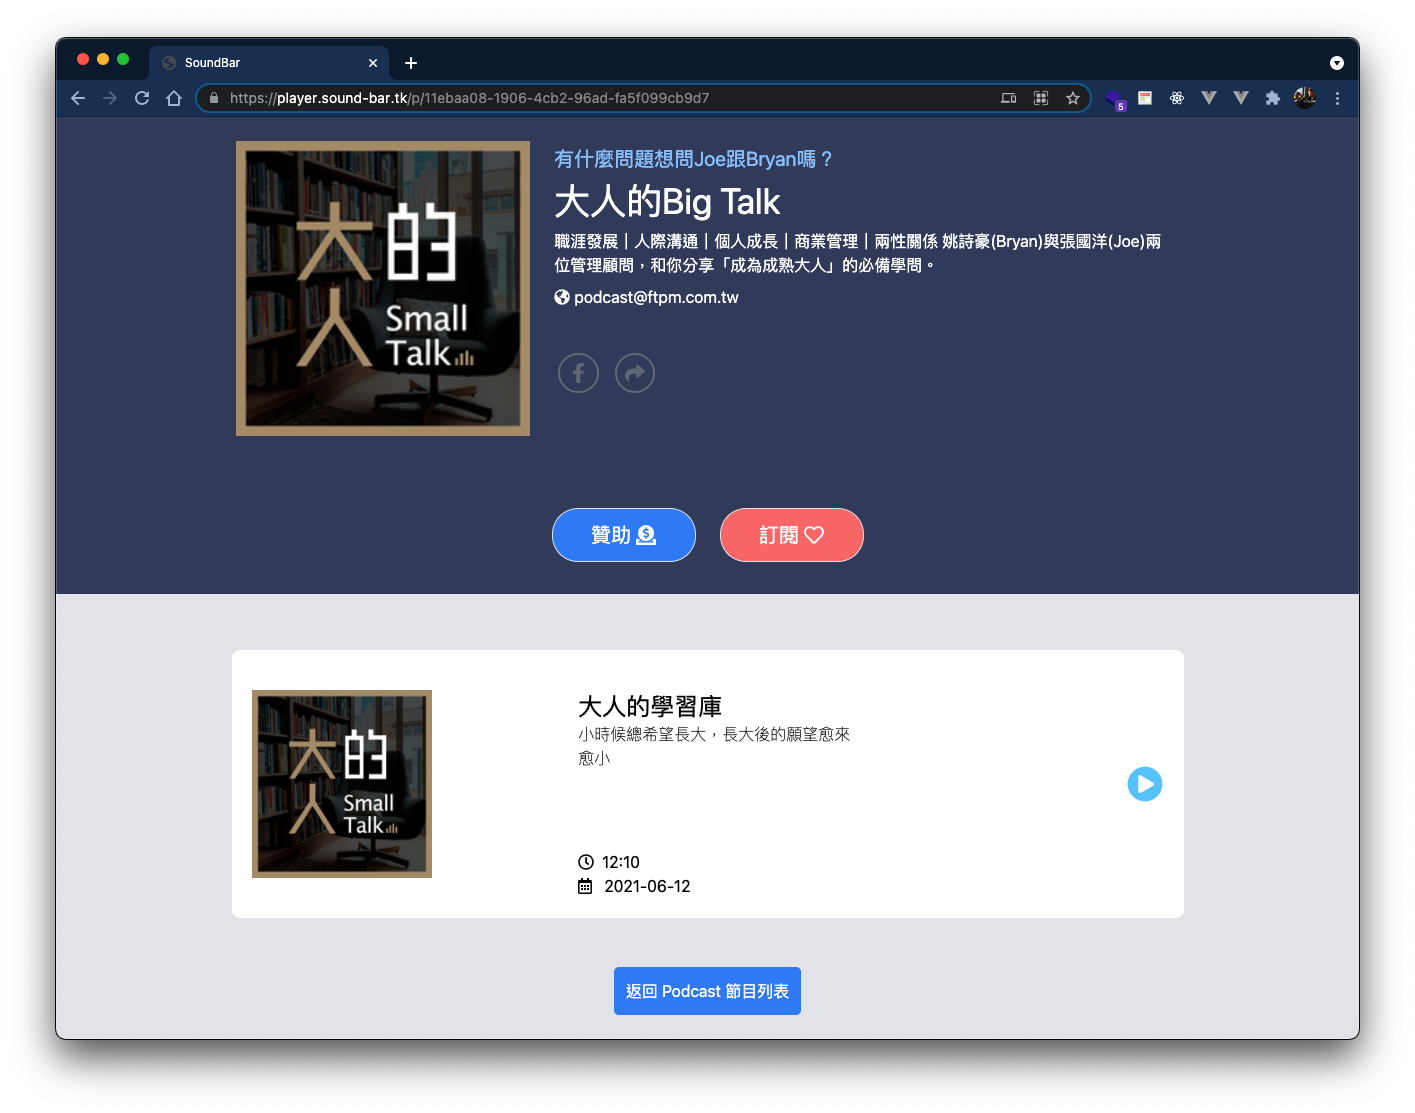 SoundBar
https://player.sound-bar.tk/p/11ebaa08-1906-4cb2-96ad-fa5f099cb9d7
5
大人的
Small
Talk
有什麼問題想問Joe跟Bryan嗎？
大人的Big Talk
職涯發展｜人際溝通｜個人成長｜商業管理｜兩性關係 姚詩豪(Bryan)與張國洋(Joe)兩
位管理顧問，和你分享「成為成熟大人」的必備學問。
podcast@ftpm.com.tw
贊助
訂閱
大人的
Small
Talk
大人的學習庫
小時候總希望長大，長大後的願望愈來
愈小
12:10
2021-06-12
返回 Podcast 節目列表